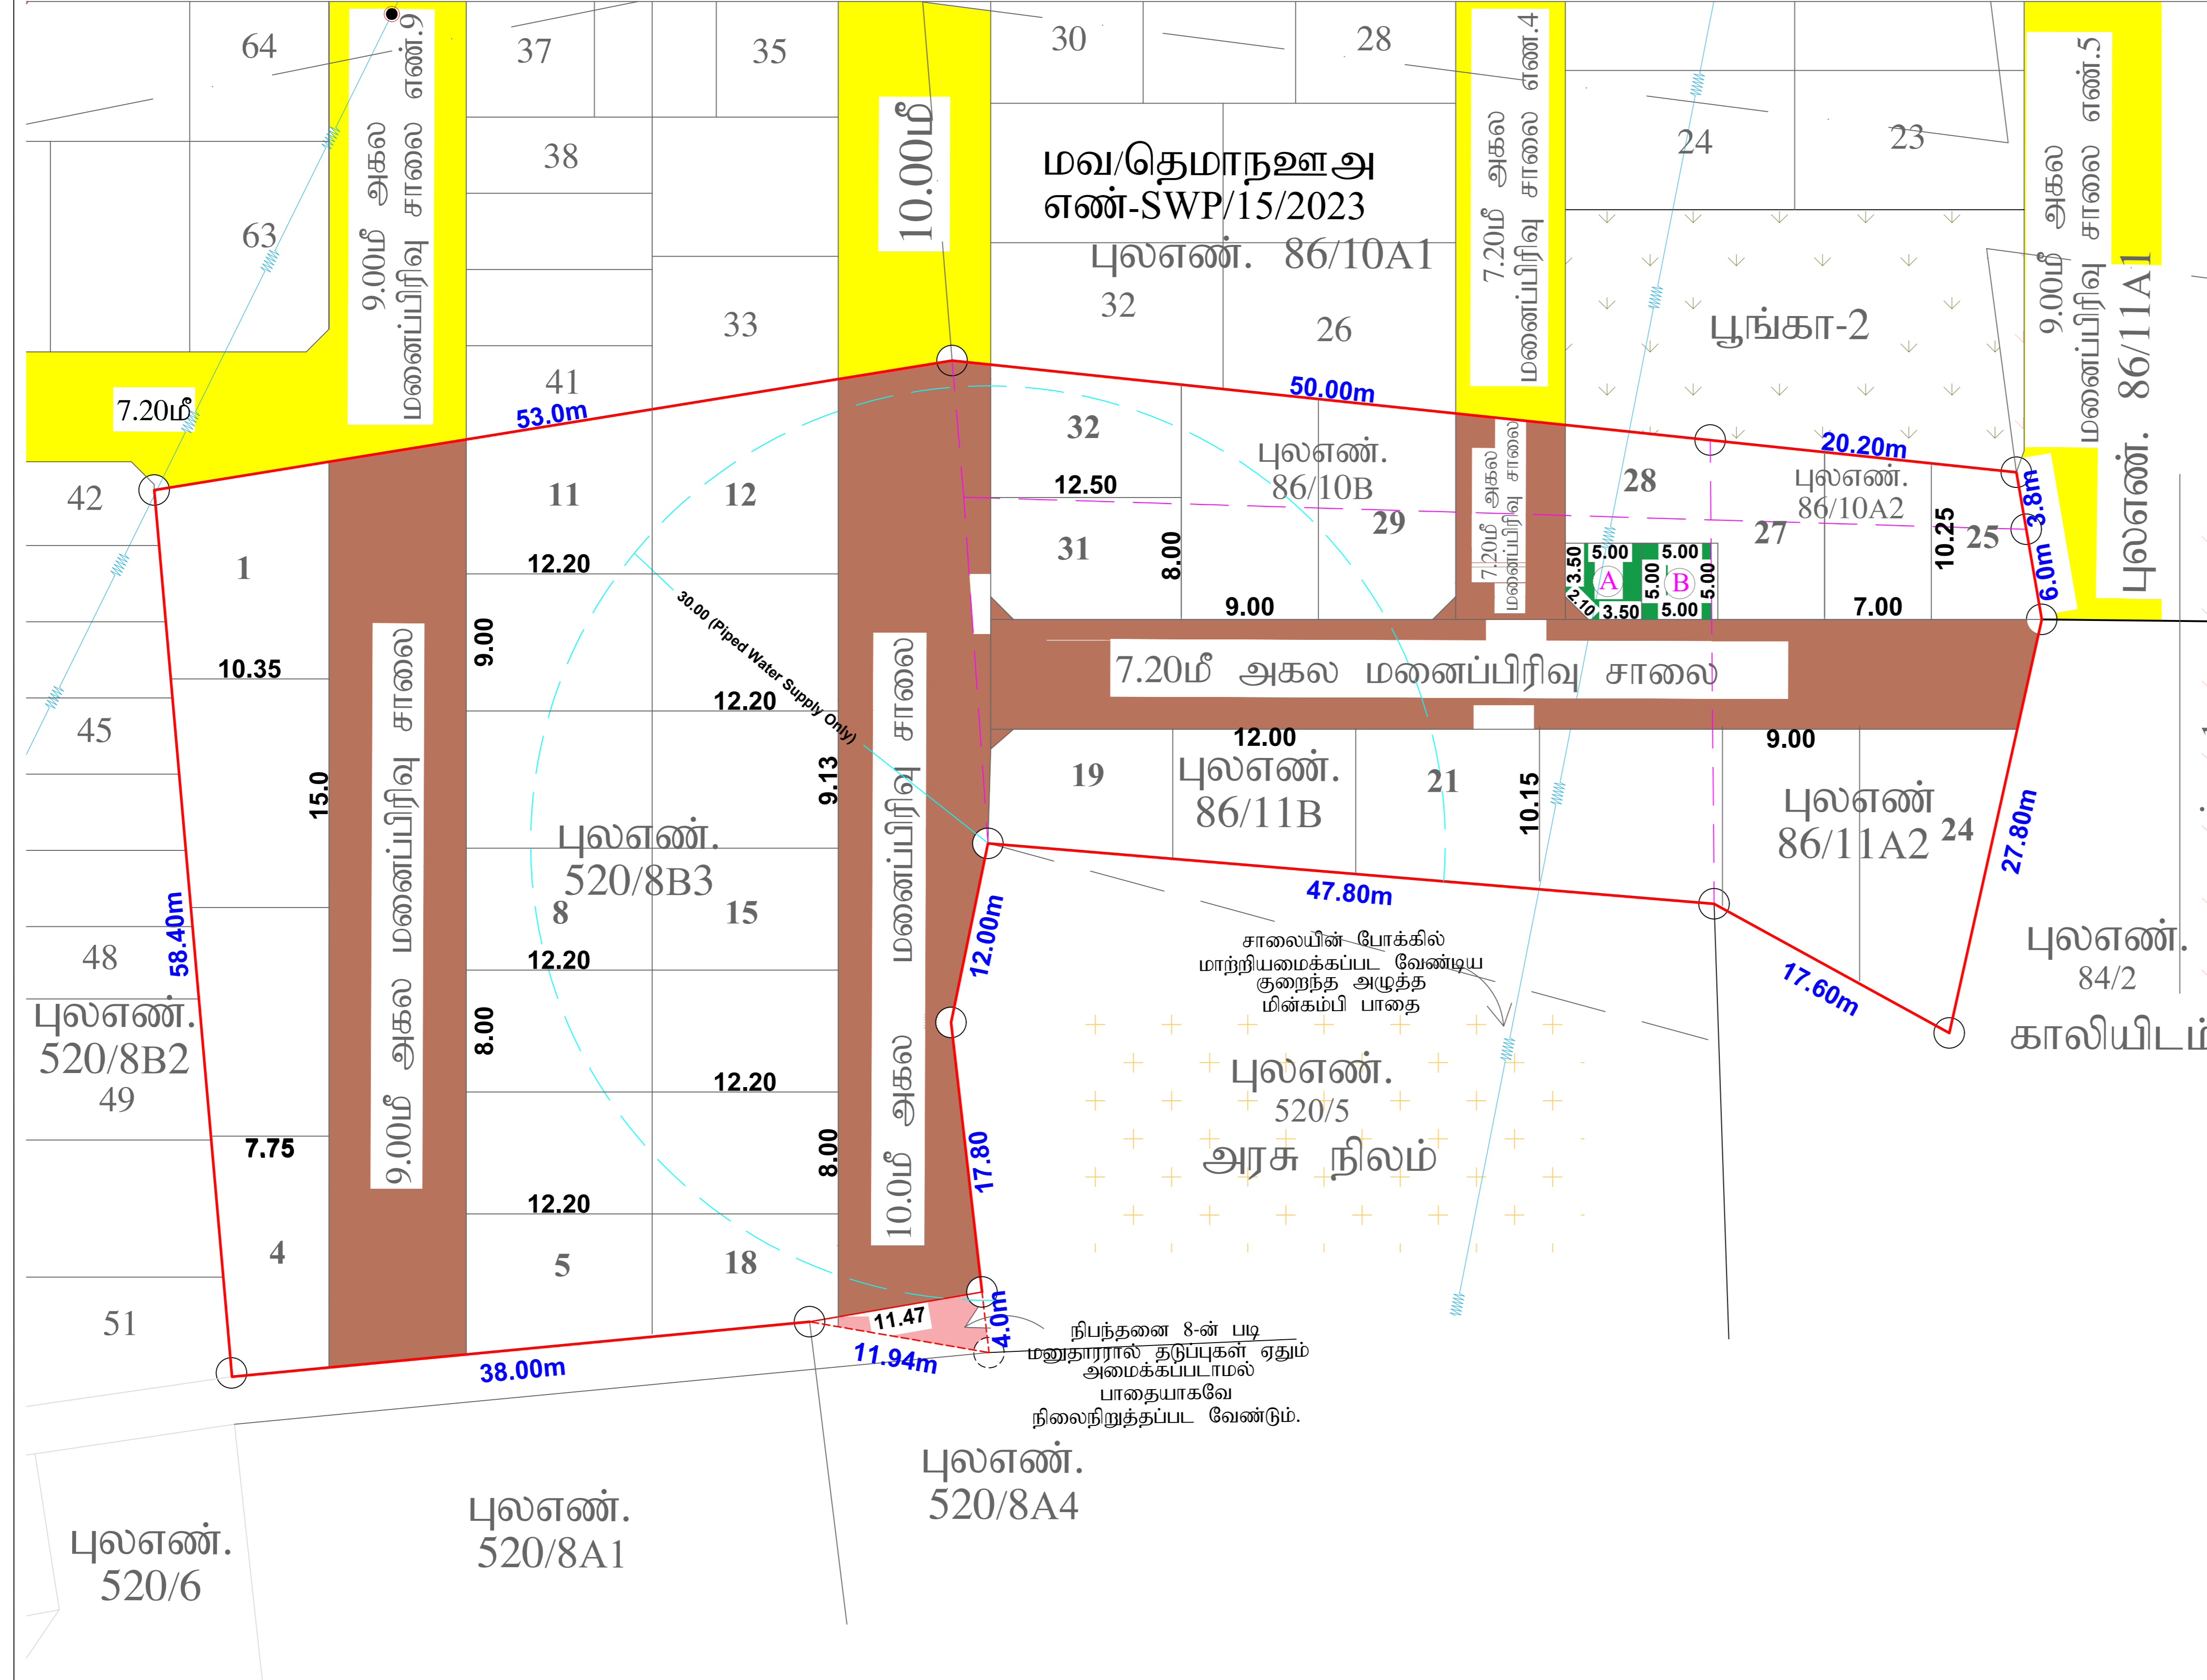 64
9.00மீ அகல
மனைப்பிரிவு சாலை எண்.9
37
35
10.00மீ
30
28
7.20மீ அகல
மனைப்பிரிவு சாலை எண்.4
24
23
9.00மீ அகல
மனைப்பிரிவு சாலை எண்.5
புலஎண். 86/11A1
38
மவ/தெமாநஊஅ
எண்-SWP/15/2023
புலஎண். 86/10A1
63
32
26
33
பூங்கா-2
41
7.20மீ
53.0m
50.00m
20.20m
42
11
12
32
12.50
புலஎண்.
86/10B
29
7.20மீ அகல
மனைப்பிரிவு சாலை
28
புலஎண்.
86/10A2
27
10.25
25
3.8m
6.0m
1
12.20
31
8.00
9.00
3.50
5.00
5.00
A
5.00
B
5.00
2.10
3.50
5.00
7.00
9.00
30.00 (Piped Water Supply Only)
10.35
7.20மீ அகல மனைப்பிரிவு சாலை
12.20
45
15.0
9.00மீ அகல மனைப்பிரிவு சாலை
9.13
10.0மீ அகல மனைப்பிரிவு சாலை
19
12.00
புலஎண்.
86/11B
21
10.15
9.00
புலஎண்
86/11A2
24
27.80m
புலஎண்.
520/8B3
8
15
47.80m
58.40m
48
12.20
12.00m
சாலையின் போக்கில்
மாற்றியமைக்கப்பட வேண்டிய
குறைந்த அழுத்த
மின்கம்பி பாதை
17.60m
புலஎண்.
84/2
காலியிடம்
புலஎண்.
520/8B2
49
8.00
12.20
புலஎண்.
520/5
அரசு நிலம்
7.75
8.00
17.80
12.20
4
5
18
51
11.47
4.0m
38.00m
11.94m
நிபந்தனை 8-ன் படி
மனுதாரரால் தடுப்புகள் ஏதும்
அமைக்கப்படாமல்
பாதையாகவே
நிலைநிறுத்தப்பட வேண்டும்.
புலஎண்.
520/8A4
புலஎண்.
520/8A1
புலஎண்.
520/6